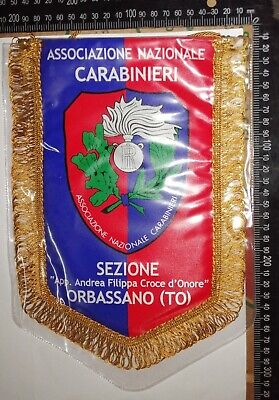 ASSOCIAZIONE NAZIONALE
CARABINIERI
ASSOCIAZIONE NAZIONALE CARABINIERI
SEZIONE
"App. Andrea Filippa Croce d'Onore"
ORBASSANO (TO)